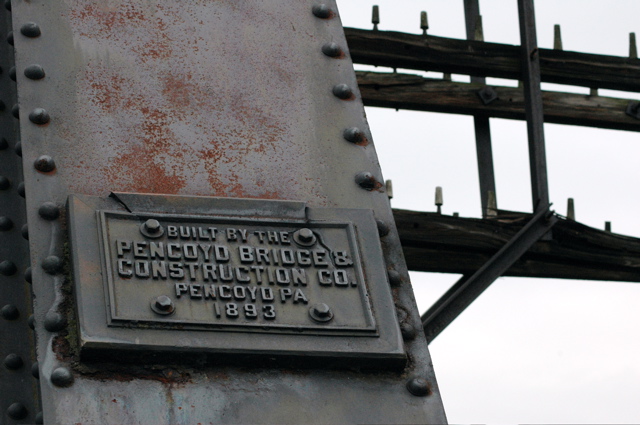 BUILT BY THE
PENCOYD BRIDGE &
CONSTRUCTION CO.
PENCOYD PA
1893